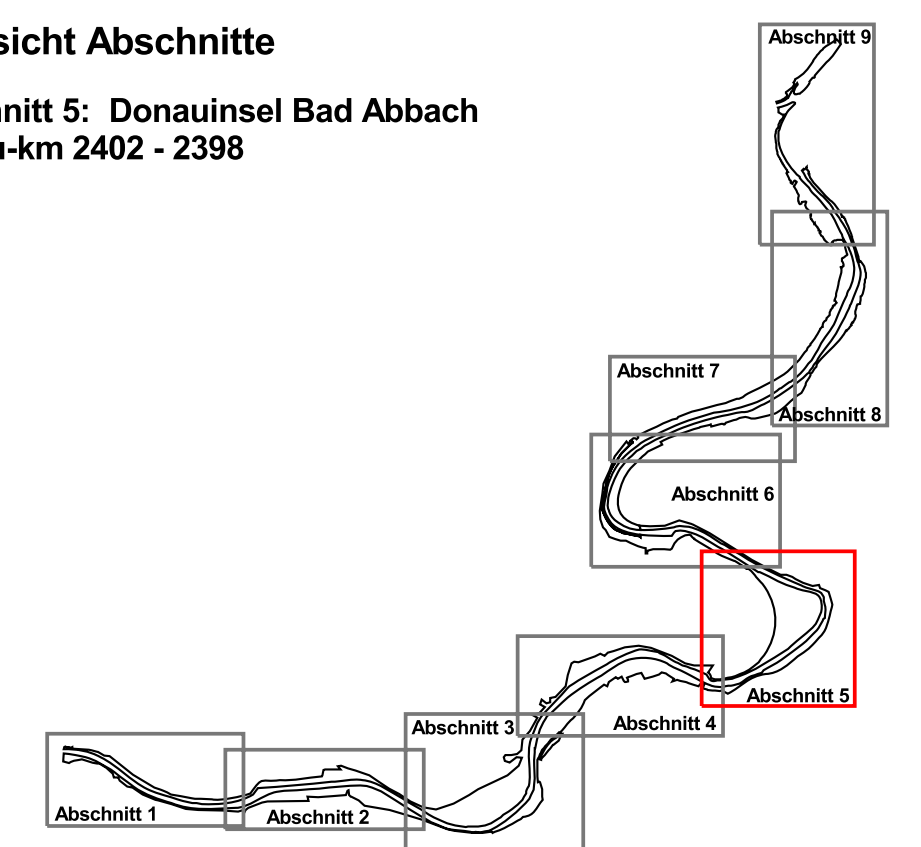 sicht Abschnitte
nitt 5: Donauinsel Bad Abbach
u-km 2402 - 2398
Abschnitt 9
Abschnitt 7
Abschnitt 8
Abschnitt 6
Abschnitt 5
Abschnitt 4
Abschnitt 3
Abschnitt 2
Abschnitt 1